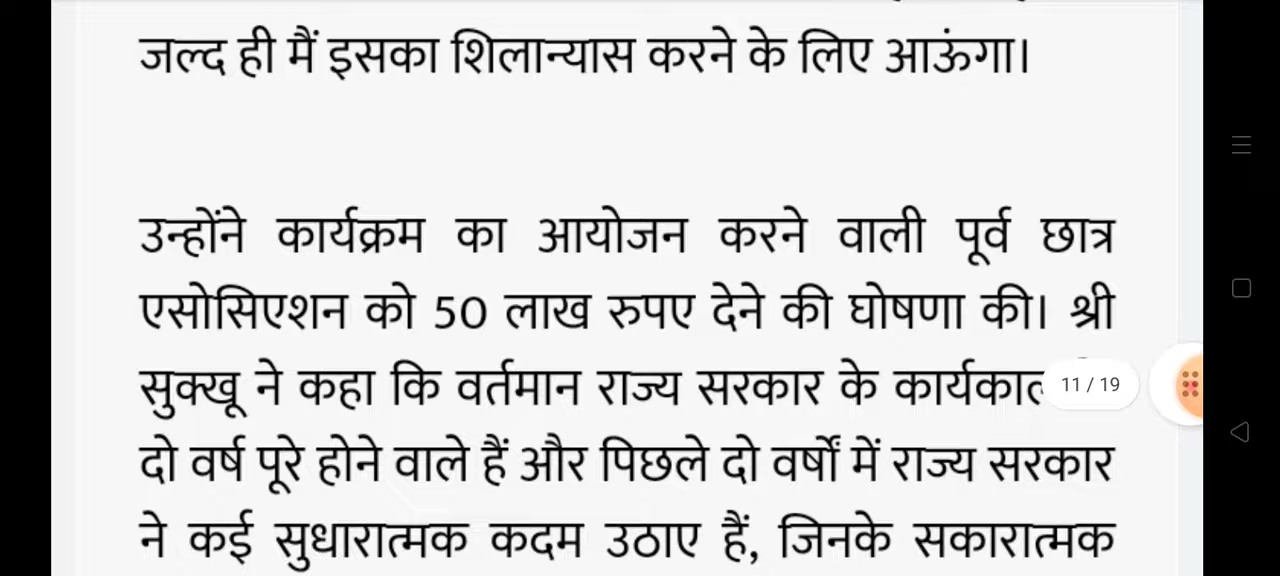 जल्द ही मैं इसका शिलान्यास करने के लिए आऊंगा।
उन्होंने कार्यक्रम का आयोजन करने वाली पूर्व छात्र
एसोसिएशन को 50 लाख रुपए देने की घोषणा की। श्री
सुक्खू ने कहा कि वर्तमान राज्य सरकार के
11 / 19
दो वर्ष पूरे होने वाले हैं और पिछले दो वर्षों में राज्य सरकार
ने कई सुधारात्मक कदम उठाए हैं, जिनके सकारात्मक